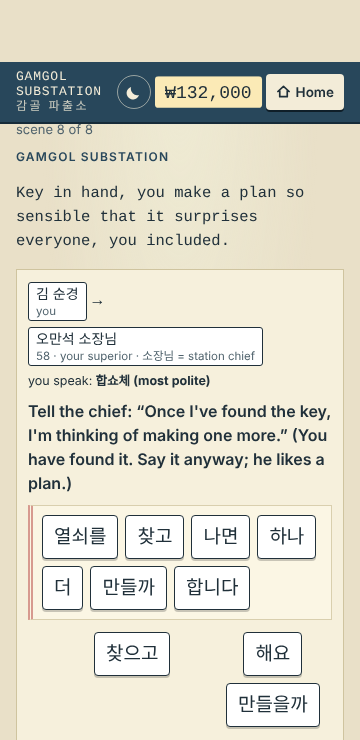 GAMGOL
SUBSTATION
감골 파출소
₩132,000
Home
scene 8 of 8
GAMGOL SUBSTATION
Key in hand, you make a plan so
sensible that it surprises
everyone, you included.
김 순경
you
→
오만석 소장님
58 · your superior · 소장님 = station chief
you speak: 합쇼체 (most polite)
Tell the chief: “Once I've found the key,
I'm thinking of making one more.” (You
have found it. Say it anyway; he likes a
plan.)
열쇠를 찾고 나면 하나
더 만들까 합니다
찾으고 해요
만들을까